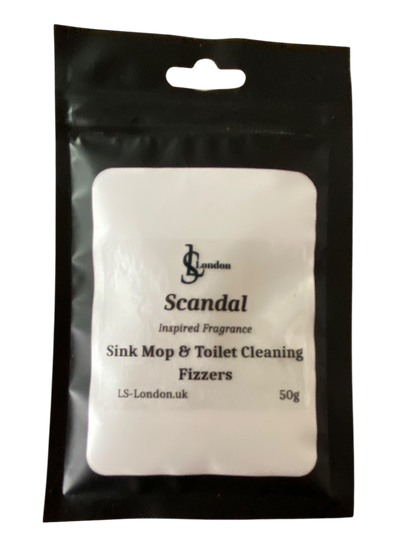 LS London
Scandal
Inspired Fragrance
Sink Mop & Toilet Cleaning
Fizzers
LS-London.uk 50g